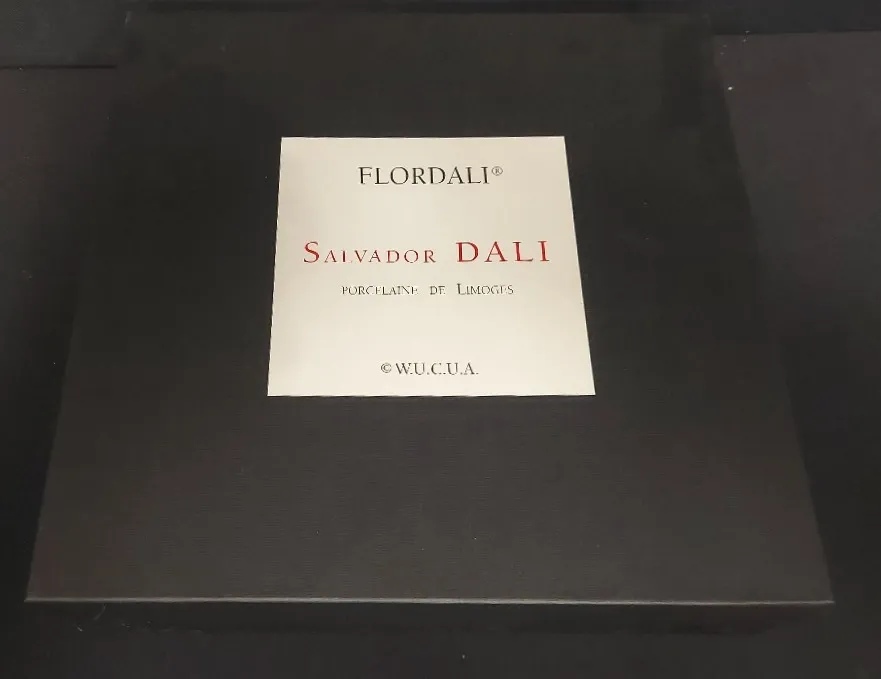 FLORDALI®
SALVADOR DALI
PORCELAINE DE LIMOGES
© W.U.C.U.A.